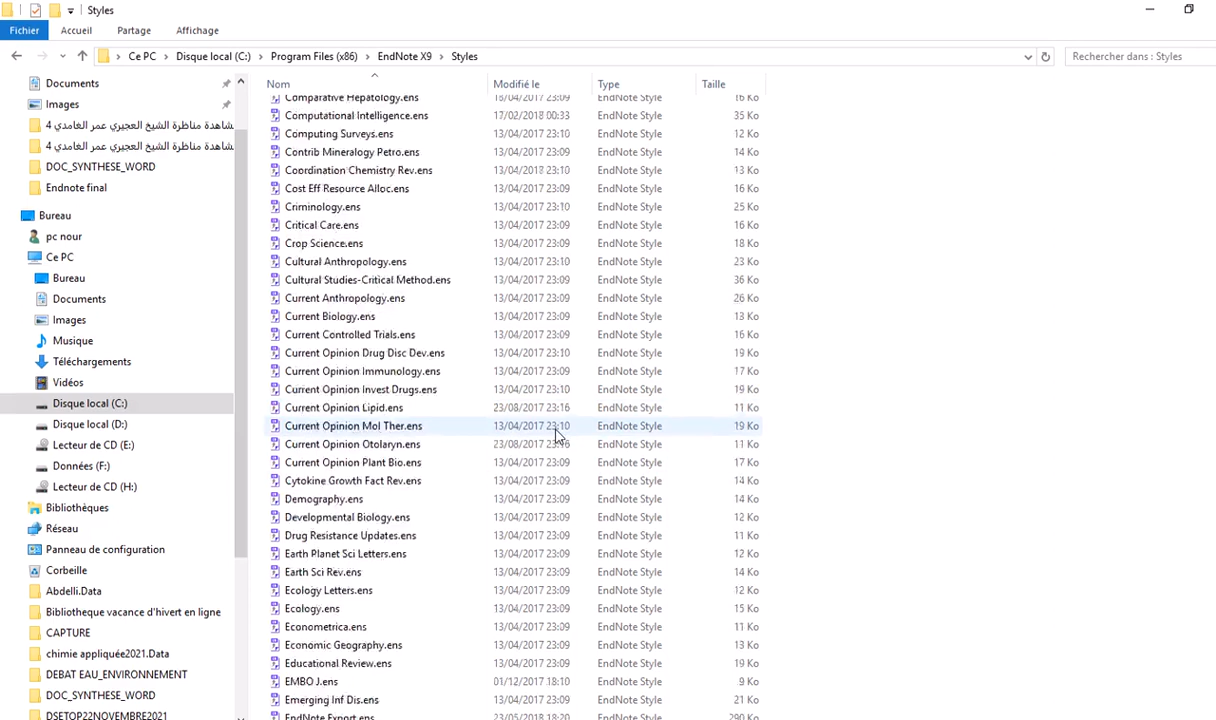 Styles
Fichier Accueil Partage Affichage
Ce PC > Disque local (C:) > Program Files (x86) > EndNote X9 > Styles
Rechercher dans : Styles
Documents
Images
شاهدة مناظرة الشيخ العجيري عمر الغامدي 4
شاهدة مناظرة الشيخ العجيري عمر الغامدي 4
DOC_SYNTHESE_WORD
Endnote final
Bureau
pc nour
Ce PC
Bureau
Documents
Images
Musique
Téléchargements
Vidéos
Disque local (C:)
Disque local (D:)
Lecteur de CD (E:)
Données (F:)
Lecteur de CD (H:)
Bibliothèques
Réseau
Panneau de configuration
Corbeille
Abdelli.Data
Bibliotheque vacance d'hivert en ligne
CAPTURE
chimie appliquée2021.Data
DEBAT EAU_ENVIRONNEMENT
DOC_SYNTHESE_WORD
DSETOP22NOVEMBRE2021
Nom Modifié le Type Taille
Comparative Hepatology.ens 18/04/2017 23:09 EndNote Style 16 Ko
Computational Intelligence.ens 17/02/2018 00:33 EndNote Style 35 Ko
Computing Surveys.ens 13/04/2017 23:10 EndNote Style 12 Ko
Contrib Mineralogy Petro.ens 13/04/2017 23:09 EndNote Style 14 Ko
Coordination Chemistry Rev.ens 13/04/2017 23:10 EndNote Style 13 Ko
Cost Eff Resource Alloc.ens 13/04/2017 23:09 EndNote Style 16 Ko
Criminology.ens 13/04/2017 23:10 EndNote Style 25 Ko
Critical Care.ens 13/04/2017 23:09 EndNote Style 16 Ko
Crop Science.ens 13/04/2017 23:09 EndNote Style 18 Ko
Cultural Anthropology.ens 13/04/2017 23:10 EndNote Style 23 Ko
Cultural Studies-Critical Method.ens 13/04/2017 23:09 EndNote Style 36 Ko
Current Anthropology.ens 13/04/2017 23:09 EndNote Style 26 Ko
Current Biology.ens 13/04/2017 23:09 EndNote Style 13 Ko
Current Controlled Trials.ens 13/04/2017 23:09 EndNote Style 16 Ko
Current Opinion Drug Disc Dev.ens 13/04/2017 23:10 EndNote Style 19 Ko
Current Opinion Immunology.ens 13/04/2017 23:09 EndNote Style 17 Ko
Current Opinion Invest Drugs.ens 13/04/2017 23:10 EndNote Style 19 Ko
Current Opinion Lipid.ens 23/08/2017 23:16 EndNote Style 11 Ko
Current Opinion Mol Ther.ens 13/04/2017 23:10 EndNote Style 19 Ko
Current Opinion Otolaryn.ens 23/08/2017 EndNote Style 11 Ko
Current Opinion Plant Bio.ens 13/04/2017 23:09 EndNote Style 17 Ko
Cytokine Growth Fact Rev.ens 13/04/2017 23:09 EndNote Style 14 Ko
Demography.ens 13/04/2017 23:09 EndNote Style 14 Ko
Developmental Biology.ens 13/04/2017 23:09 EndNote Style 12 Ko
Drug Resistance Updates.ens 13/04/2017 23:09 EndNote Style 11 Ko
Earth Planet Sci Letters.ens 13/04/2017 23:09 EndNote Style 12 Ko
Earth Sci Rev.ens 13/04/2017 23:09 EndNote Style 14 Ko
Ecology Letters.ens 13/04/2017 23:09 EndNote Style 12 Ko
Ecology.ens 13/04/2017 23:09 EndNote Style 15 Ko
Econometrica.ens 13/04/2017 23:09 EndNote Style 11 Ko
Economic Geography.ens 13/04/2017 23:09 EndNote Style 13 Ko
Educational Review.ens 13/04/2017 23:09 EndNote Style 19 Ko
EMBO J.ens 01/12/2017 18:10 EndNote Style 9 Ko
Emerging Inf Dis.ens 13/04/2017 23:09 EndNote Style 21 Ko
EndNote Export.ens 23/05/2018 18:20 EndNote Style 290 Ko